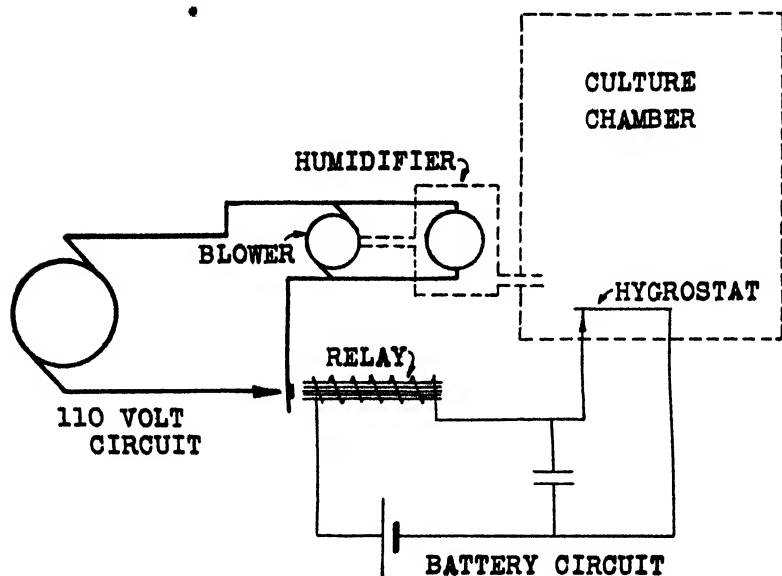 CULTURE
CHAMBER
HUMIDIFIER
BLOWER
HYGROSTAT
RELAY
110 VOLT
CIRCUIT
BATTERY CIRCUIT